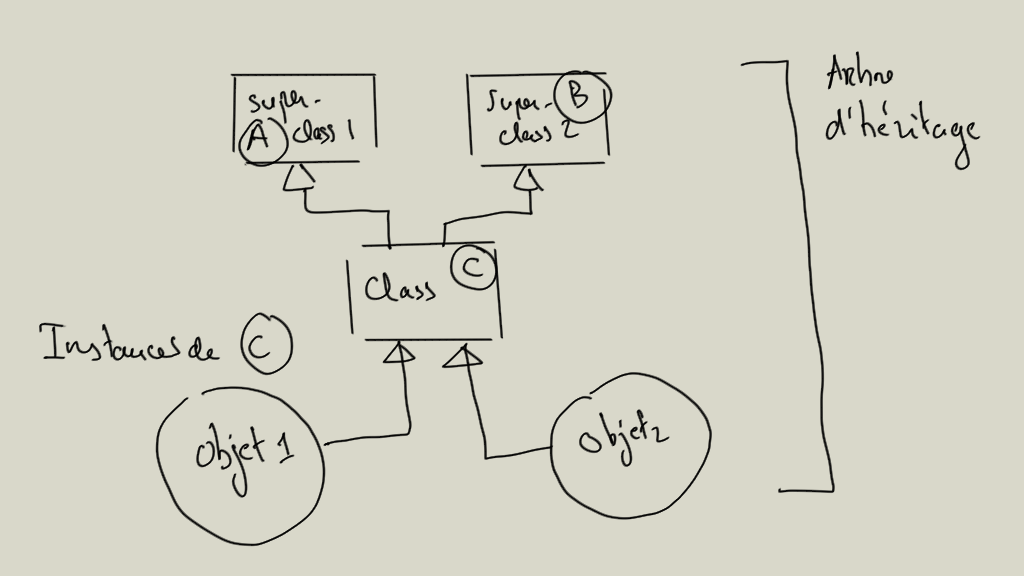 super-
class 1
A
super-
class 2
B
Arbre
d'héritage
Class
C
Instances de C
Objet 1
Objet 2